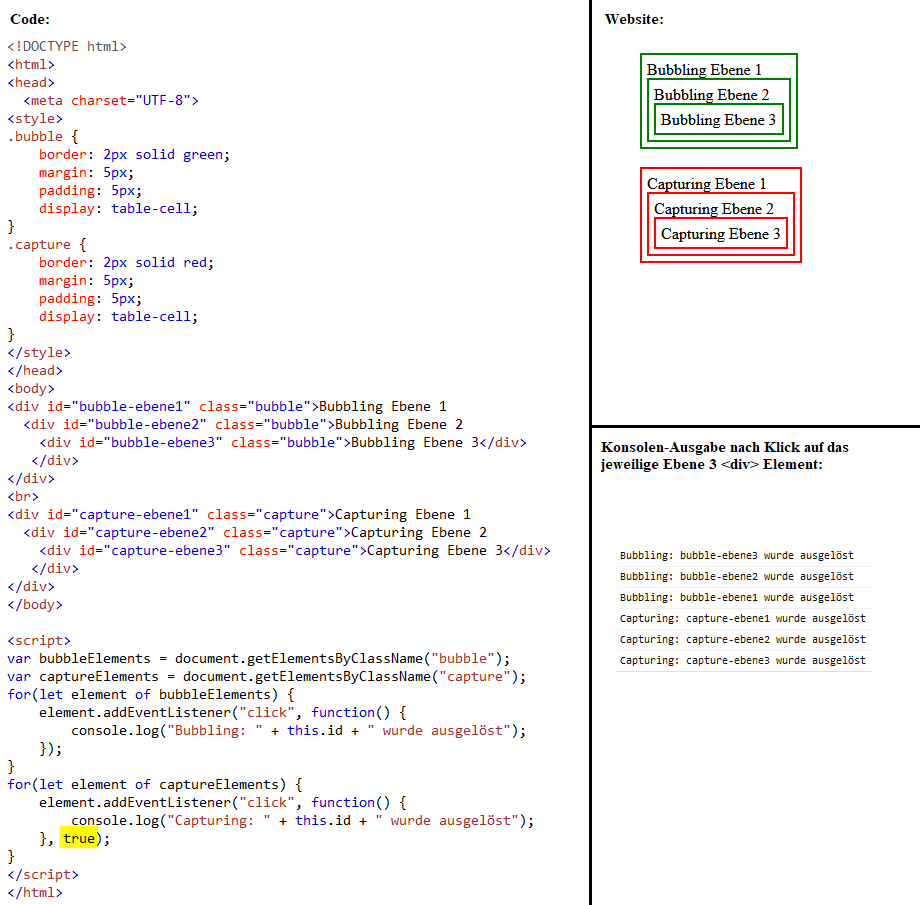 Code:
<!DOCTYPE html>
<html>
<head>
  <meta charset="UTF-8">
<style>
.bubble {
    border: 2px solid green;
    margin: 5px;
    padding: 5px;
    display: table-cell;
}
.capture {
    border: 2px solid red;
    margin: 5px;
    padding: 5px;
    display: table-cell;
}
</style>
</head>
<body>
<div id="bubble-ebene1" class="bubble">Bubbling Ebene 1
  <div id="bubble-ebene2" class="bubble">Bubbling Ebene 2
    <div id="bubble-ebene3" class="bubble">Bubbling Ebene 3</div>
   </div>
</div>
<br>
<div id="capture-ebene1" class="capture">Capturing Ebene 1
  <div id="capture-ebene2" class="capture">Capturing Ebene 2
    <div id="capture-ebene3" class="capture">Capturing Ebene 3</div>
   </div>
</div>
</body>

<script>
var bubbleElements = document.getElementsByClassName("bubble");
var captureElements = document.getElementsByClassName("capture");
for(let element of bubbleElements) {
    element.addEventListener("click", function() {
        console.log("Bubbling: " + this.id + " wurde ausgelöst");
    });
}
for(let element of captureElements) {
    element.addEventListener("click", function() {
        console.log("Capturing: " + this.id + " wurde ausgelöst");
    }, true);
}
</script>
</html>
Website:
Bubbling Ebene 1
Bubbling Ebene 2
Bubbling Ebene 3
Capturing Ebene 1
Capturing Ebene 2
Capturing Ebene 3
Konsolen-Ausgabe nach Klick auf das
jeweilige Ebene 3 <div> Element:
Bubbling: bubble-ebene3 wurde ausgelöst
Bubbling: bubble-ebene2 wurde ausgelöst
Bubbling: bubble-ebene1 wurde ausgelöst
Capturing: capture-ebene1 wurde ausgelöst
Capturing: capture-ebene2 wurde ausgelöst
Capturing: capture-ebene3 wurde ausgelöst